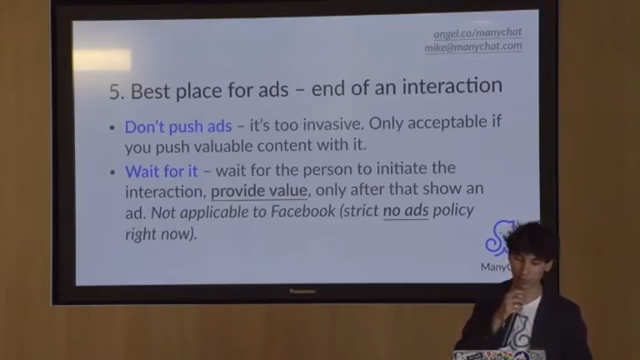 angel.co/manychat
mike@manychat.com
5. Best place for ads – end of an interaction
• Don't push ads – it's too invasive. Only acceptable if
you push valuable content with it.
• Wait for it – wait for the person to initiate the
interaction, provide value, only after that show an
ad. Not applicable to Facebook (strict no ads policy
right now).
Panasonic